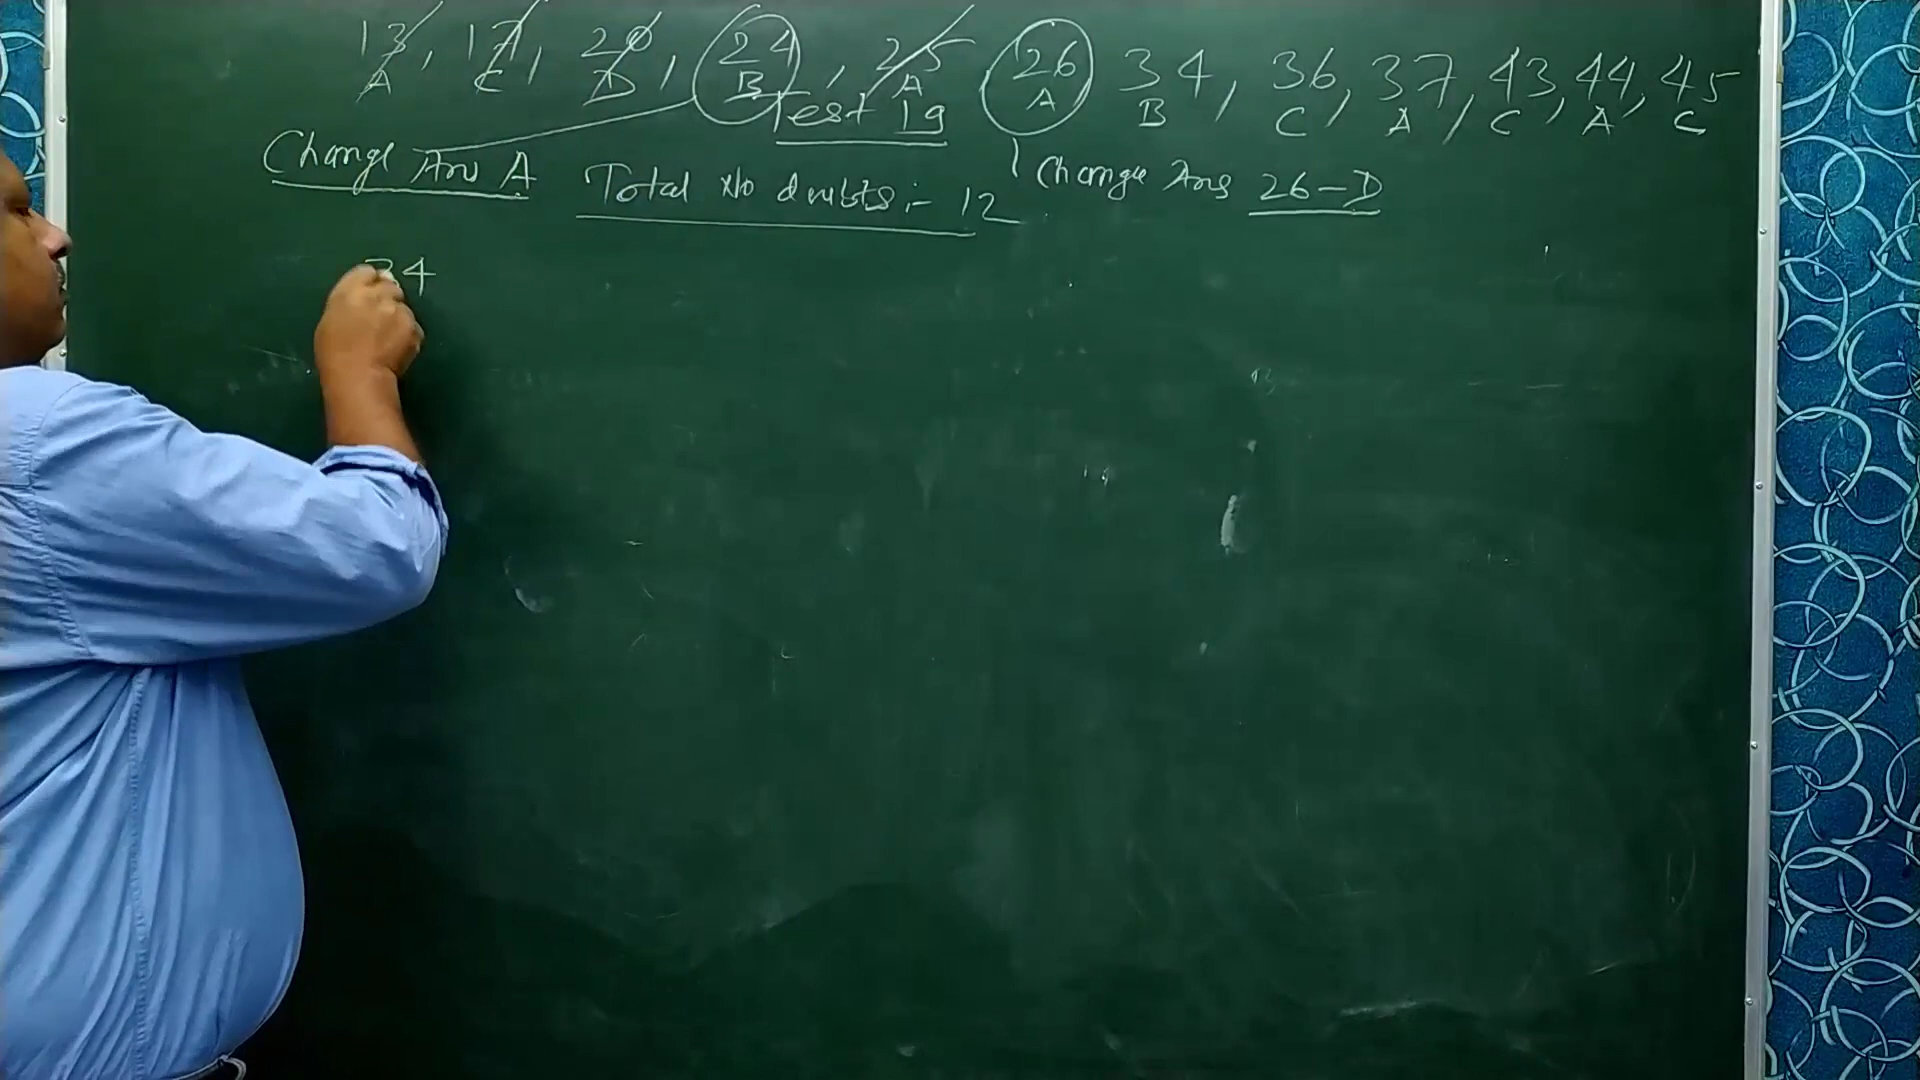 13, 17, 20, 24, 25 26 34, 36, 37, 43, 44, 45
A C D B A A B C A C A C
Test 19
Change Ans A Total No doubts :- 12 Change Ans 26-D
34